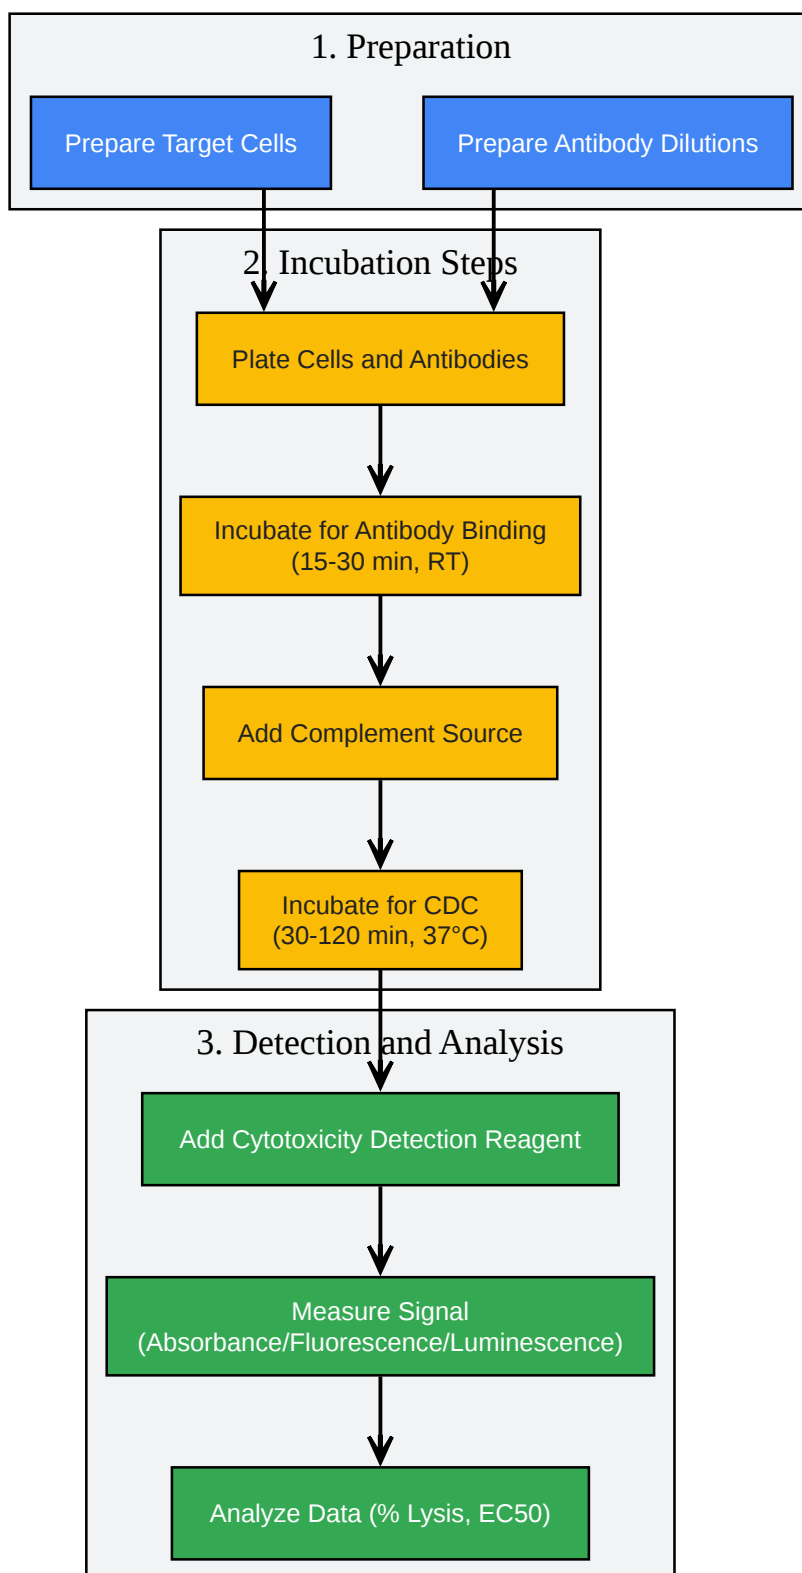 1. Preparation
Prepare Target Cells
Prepare Antibody Dilutions
2. Incubation Steps
Plate Cells and Antibodies
Incubate for Antibody Binding
(15-30 min, RT)
Add Complement Source
Incubate for CDC
(30-120 min, 37°C)
3. Detection and Analysis
Add Cytotoxicity Detection Reagent
Measure Signal
(Absorbance/Fluorescence/Luminescence)
Analyze Data (% Lysis, EC50)